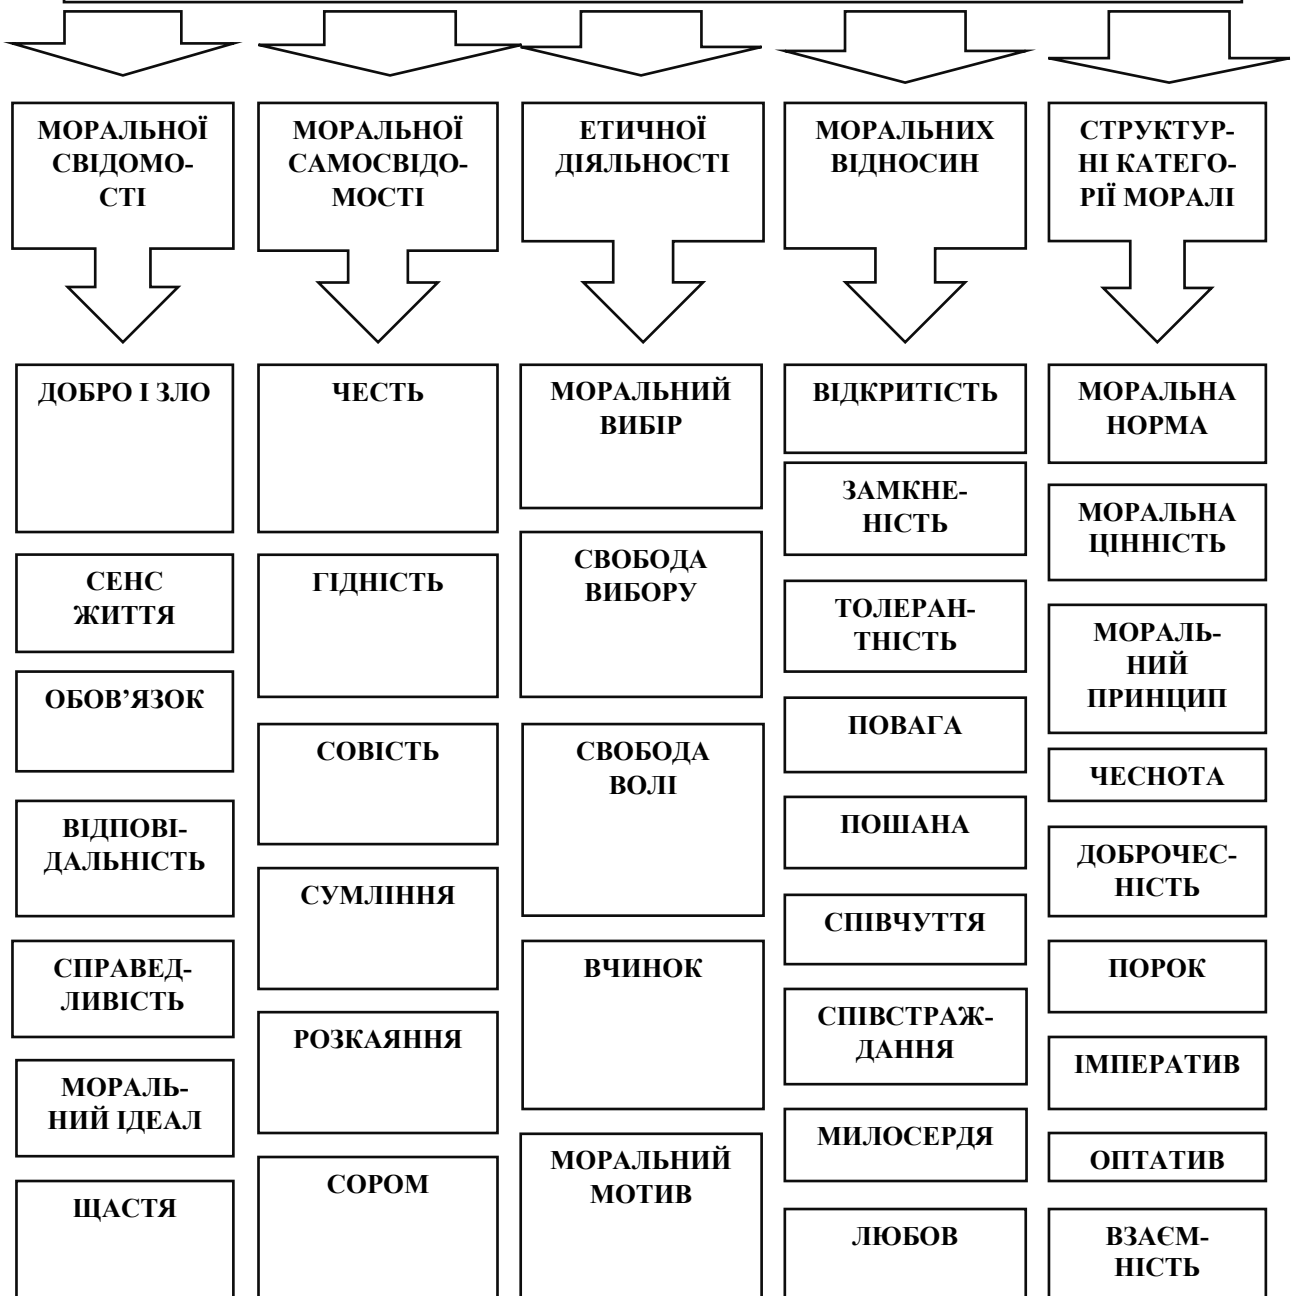 МОРАЛЬНОЇ
СВІДОМО-
СТІ
МОРАЛЬНОЇ
САМОСВІДО-
МОСТІ
ЕТИЧНОЇ
ДІЯЛЬНОСТІ
МОРАЛЬНИХ
ВІДНОСИН
СТРУКТУР-
НІ КАТЕГО-
РІЇ МОРАЛІ
ДОБРО І ЗЛО
СЕНС
ЖИТТЯ
ОБОВ’ЯЗОК
ВІДПОВІ-
ДАЛЬНІСТЬ
СПРАВЕД-
ЛИВІСТЬ
МОРАЛЬ-
НИЙ ІДЕАЛ
ЩАСТЯ
ЧЕСТЬ
ГІДНІСТЬ
СОВІСТЬ
СУМЛІННЯ
РОЗКАЯННЯ
СОРОМ
МОРАЛЬНИЙ
ВИБІР
СВОБОДА
ВИБОРУ
СВОБОДА
ВОЛІ
ВЧИНОК
МОРАЛЬНИЙ
МОТИВ
ВІДКРИТІСТЬ
ЗАМКНЕ-
НІСТЬ
ТОЛЕРАН-
ТНІСТЬ
ПОВАГА
ПОШАНА
СПІВЧУТТЯ
СПІВСТРАЖ-
ДАННЯ
МИЛОСЕРДЯ
ЛЮБОВ
МОРАЛЬНА
НОРМА
МОРАЛЬНА
ЦІННІСТЬ
МОРАЛЬ-
НИЙ
ПРИНЦИП
ЧЕСНОТА
ДОБРОЧЕС-
НІСТЬ
ПОРОК
ІМПЕРАТИВ
ОПТАТИВ
ВЗАЄМ-
НІСТЬ